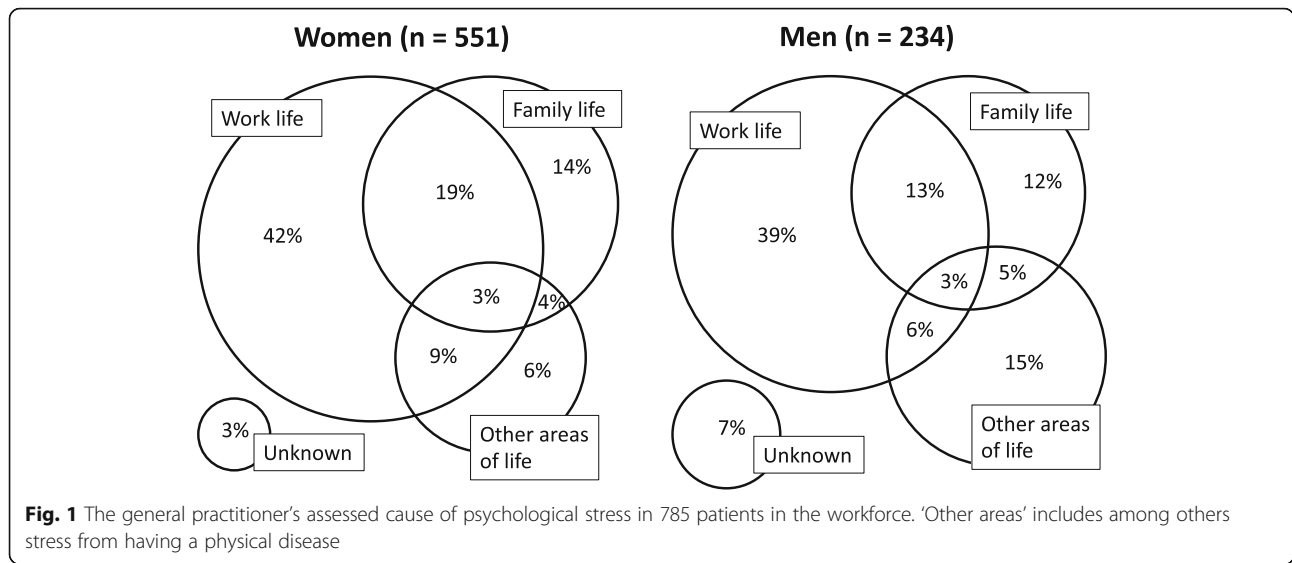 Women (n = 551)
Work life
Family life
14%
19%
42%
3%
4%
9%
6%
3%
Unknown
Other areas
of life
Men (n = 234)
Work life
Family life
13%
12%
39%
3%
5%
6%
15%
7%
Unknown
Other areas
of life
Fig. 1 The general practitioner's assessed cause of psychological stress in 785 patients in the workforce. 'Other areas' includes among others
stress from having a physical disease